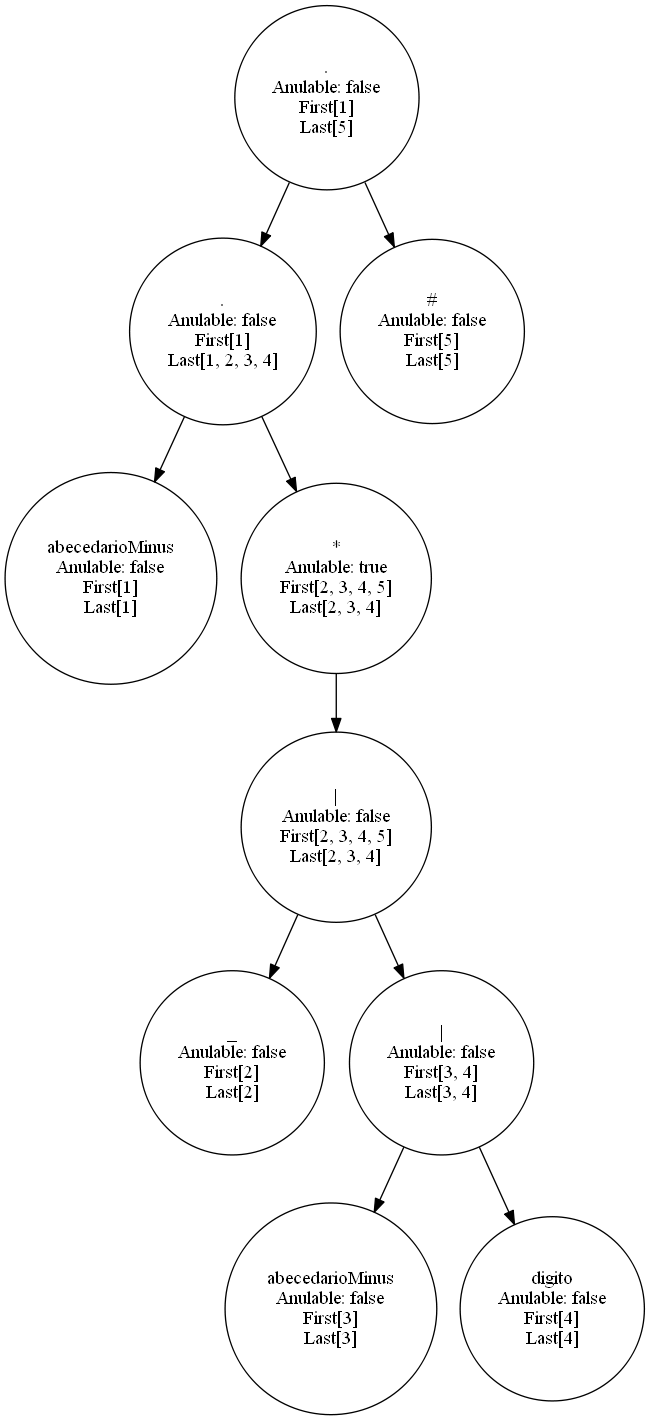 .
Anulable: false
First[1]
Last[5]
.
Anulable: false
First[1]
Last[1, 2, 3, 4]
#
Anulable: false
First[5]
Last[5]
abecedarioMinus
Anulable: false
First[1]
Last[1]
*
Anulable: true
First[2, 3, 4, 5]
Last[2, 3, 4]
|
Anulable: false
First[2, 3, 4, 5]
Last[2, 3, 4]
_
Anulable: false
First[2]
Last[2]
|
Anulable: false
First[3, 4]
Last[3, 4]
abecedarioMinus
Anulable: false
First[3]
Last[3]
digito
Anulable: false
First[4]
Last[4]